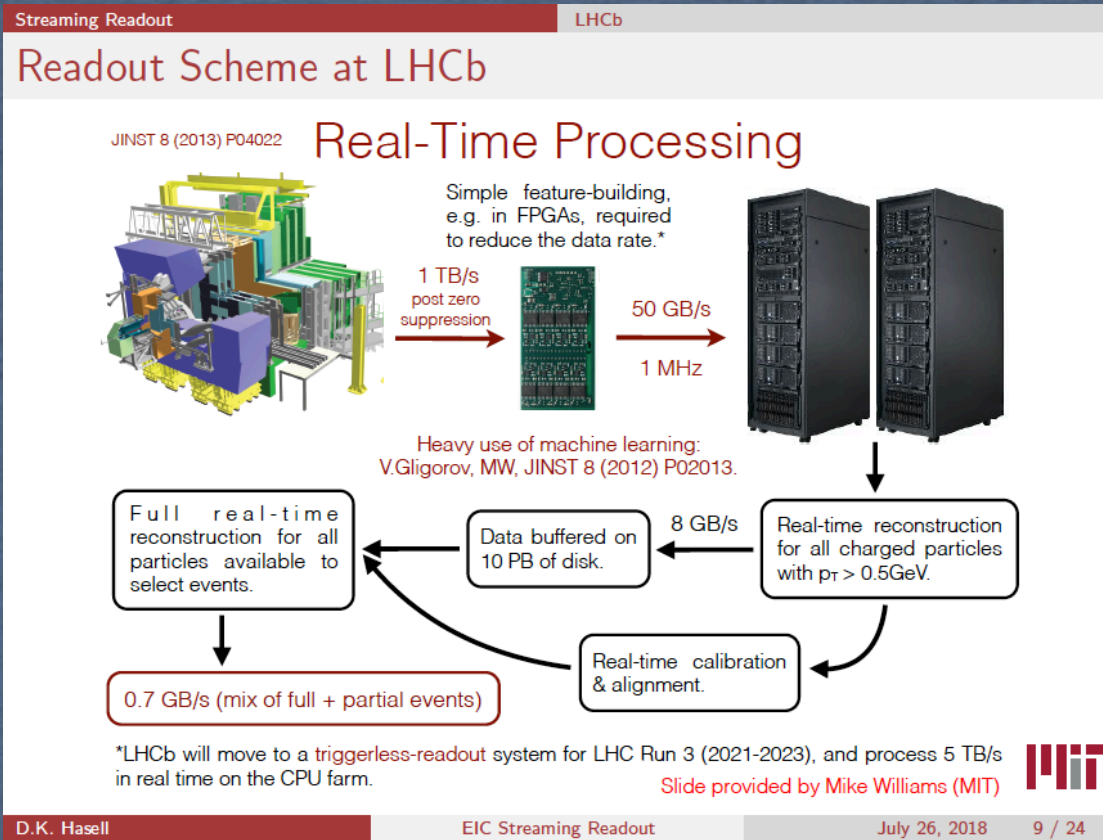 Streaming Readout
LHCb
Readout Scheme at LHCb
JINST 8 (2013) P04022
Real-Time Processing
Simple feature-building,
e.g. in FPGAs, required
to reduce the data rate.*
1 TB/s
post zero
suppression
50 GB/s
1 MHz
Heavy use of machine learning:
V.Gligorov, MW, JINST 8 (2012) P02013.
Full real-time
reconstruction for all
particles available to
select events.
Data buffered on
10 PB of disk.
8 GB/s
Real-time reconstruction
for all charged particles
with pT > 0.5GeV.
Real-time calibration
& alignment.
0.7 GB/s (mix of full + partial events)
*LHCb will move to a triggerless-readout system for LHC Run 3 (2021-2023), and process 5 TB/s
in real time on the CPU farm.
Slide provided by Mike Williams (MIT)
MIT
D.K. Hasell
EIC Streaming Readout
July 26, 2018
9 / 24